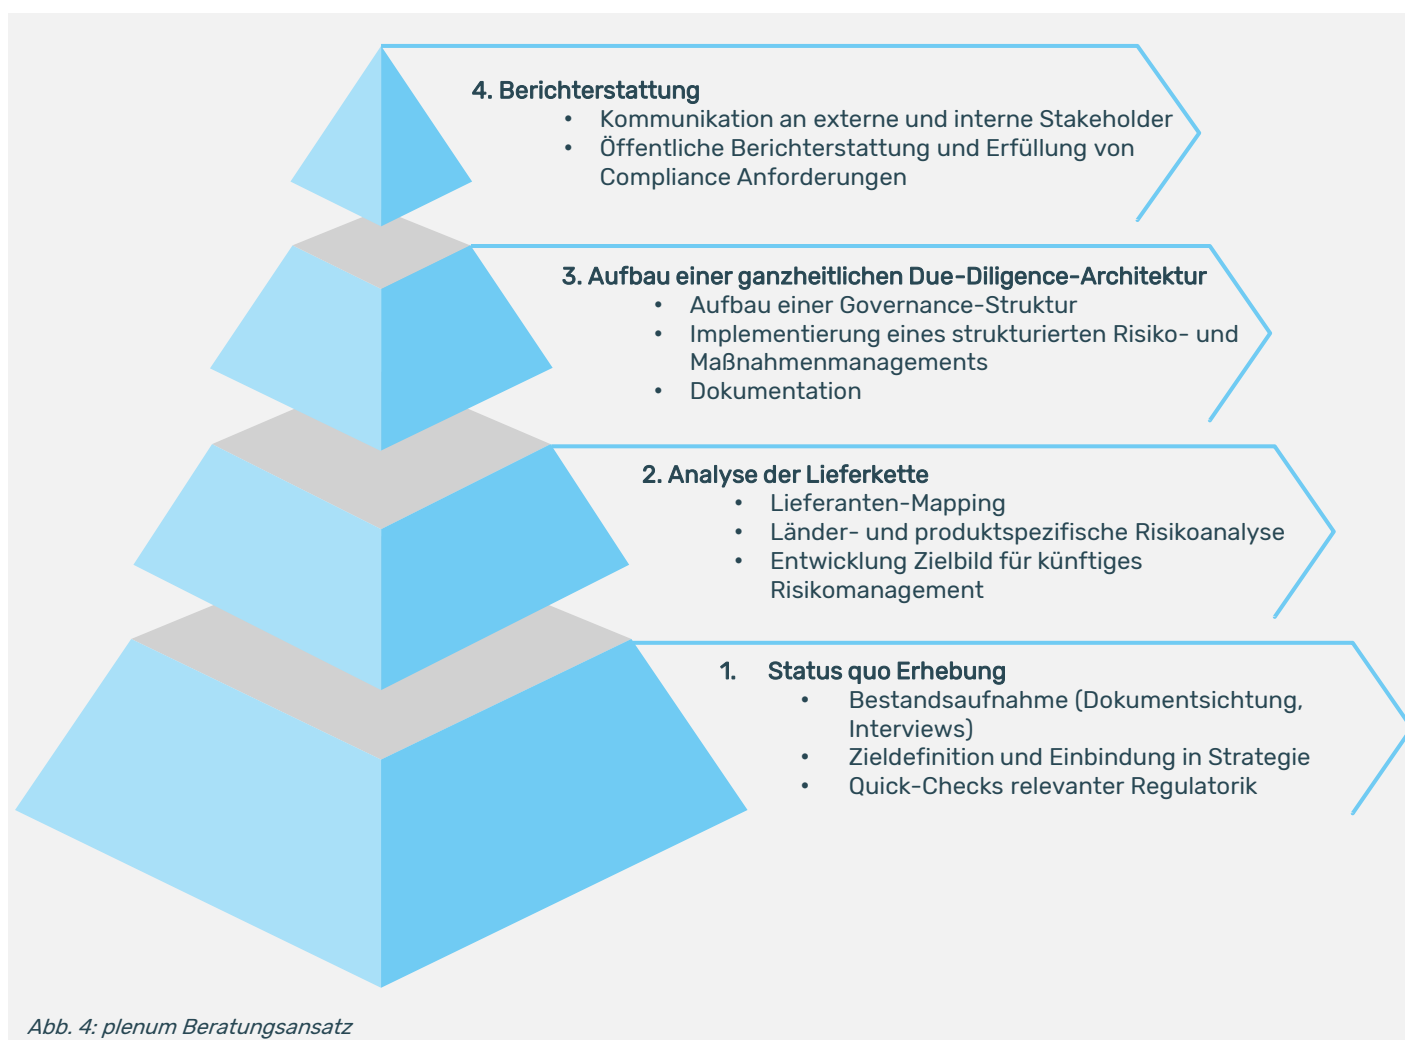 4. Berichterstattung
• Kommunikation an externe und interne Stakeholder
• Öffentliche Berichterstattung und Erfüllung von
Compliance Anforderungen
3. Aufbau einer ganzheitlichen Due-Diligence-Architektur
• Aufbau einer Governance-Struktur
• Implementierung eines strukturierten Risiko- und
Maßnahmenmanagements
• Dokumentation
2. Analyse der Lieferkette
• Lieferanten-Mapping
• Länder- und produktspezifische Risikoanalyse
• Entwicklung Zielbild für künftiges
Risikomanagement
1. Status quo Erhebung
• Bestandsaufnahme (Dokumentsichtung,
Interviews)
• Zieldefinition und Einbindung in Strategie
• Quick-Checks relevanter Regulatorik
Abb. 4: plenum Beratungsansatz